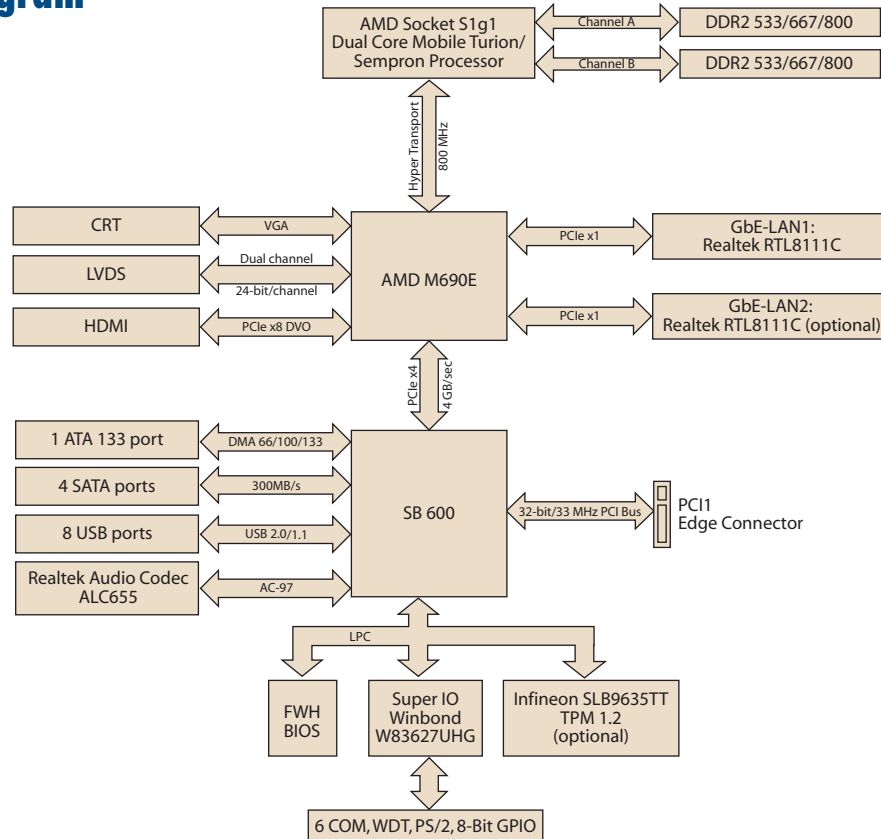 AMD Socket S1g1
Dual Core Mobile Turion/
Sempron Processor
Channel A
DDR2 533/667/800
Channel B
DDR2 533/667/800
Hyper Transport
800 MHz
CRT
VGA
LVDS
Dual channel
24-bit/channel
HDMI
PCIe x8 DVO
AMD M690E
PCIe x1
GbE-LAN1:
Realtek RTL8111C
PCIe x1
GbE-LAN2:
Realtek RTL8111C (optional)
PCIe x4
4 GB/sec
1 ATA 133 port
DMA 66/100/133
4 SATA ports
300MB/s
8 USB ports
USB 2.0/1.1
Realtek Audio Codec
ALC655
AC-97
SB 600
32-bit/33 MHz PCI Bus
PCI1
Edge Connector
LPC
FWH
BIOS
Super IO
Winbond
W83627UHG
Infineon SLB9635TT
TPM 1.2
(optional)
6 COM, WDT, PS/2, 8-Bit GPIO